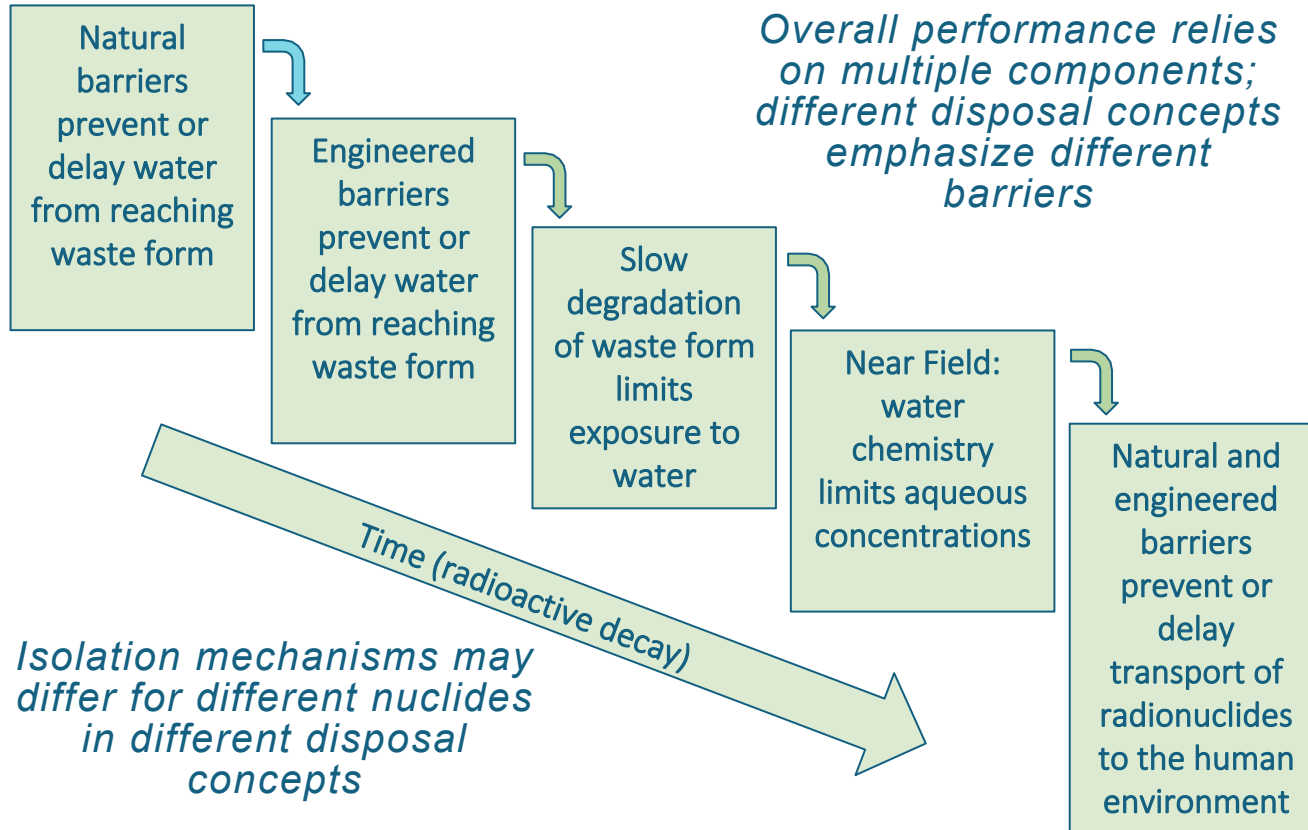 Natural
barriers
prevent or
delay water
from reaching
waste form
Overall performance relies
on multiple components;
different disposal concepts
emphasize different
barriers
Engineered
barriers
prevent or
delay water
from reaching
waste form
Slow
degradation
of waste form
limits
exposure to
water
Near Field:
water
chemistry
limits aqueous
concentrations
Natural and
engineered
barriers
prevent or
delay
transport of
radionuclides
to the human
environment
Time (radioactive decay)
Isolation mechanisms may
differ for different nuclides
in different disposal
concepts